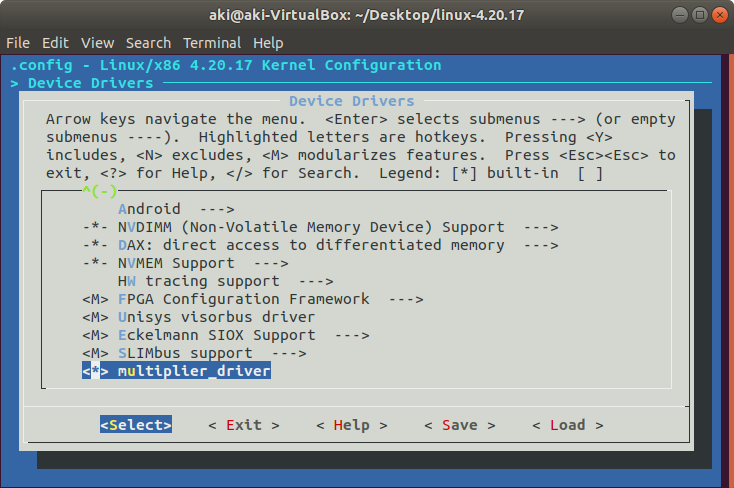 aki@aki-VirtualBox: ~/Desktop/linux-4.20.17
File Edit View Search Terminal Help
.config - Linux/x86 4.20.17 Kernel Configuration
> Device Drivers
Device Drivers
Arrow keys navigate the menu. <Enter> selects submenus ---> (or empty
submenus ----). Highlighted letters are hotkeys. Pressing <Y>
includes, <N> excludes, <M> modularizes features. Press <Esc><Esc> to
exit, <?> for Help, </> for Search. Legend: [*] built-in [ ]
^(-)
Android --->
-*- NVDIMM (Non-Volatile Memory Device) Support --->
-*- DAX: direct access to differentiated memory --->
-*- NVMEM Support --->
HW tracing support --->
<M> FPGA Configuration Framework --->
<M> Unisys visorbus driver
<M> Eckelmann SIOX Support --->
<M> SLIMbus support --->
<*> multiplier_driver
<Select> < Exit > < Help > < Save > < Load >